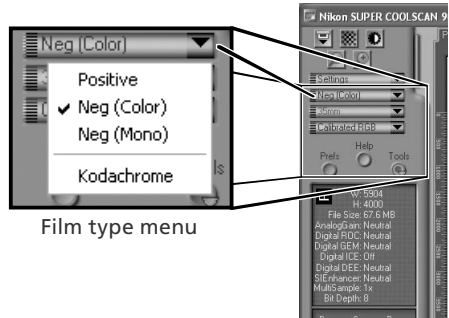 Neg (Color)
Positive
Neg (Color)
Neg (Mono)
Kodachrome
Film type menu
Nikon SUPER COOLSCAN 9
Settings
Neg (Color)
35mm
Calibrated RGB
Help
Prefs
Tools
W: 5904
H: 4000
File Size: 67.6 MB
AnalogGain: Neutral
Digital ROC: Neutral
Digital GEM: Neutral
Digital ICE: Off
Digital DEE: Neutral
SIEnhancer: Neutral
MultiSample: 1x
Bit Depth: 8